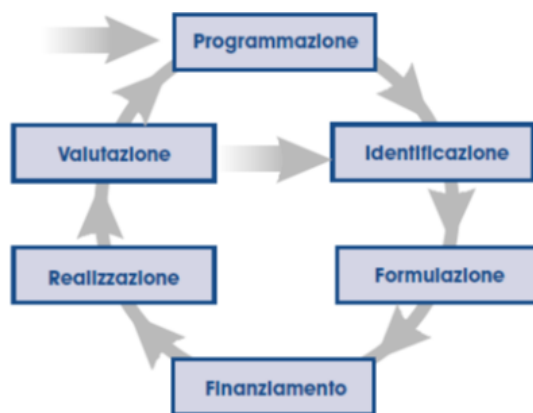 Programmazione
Valutazione
Identificazione
Realizzazione
Formulazione
Finanziamento